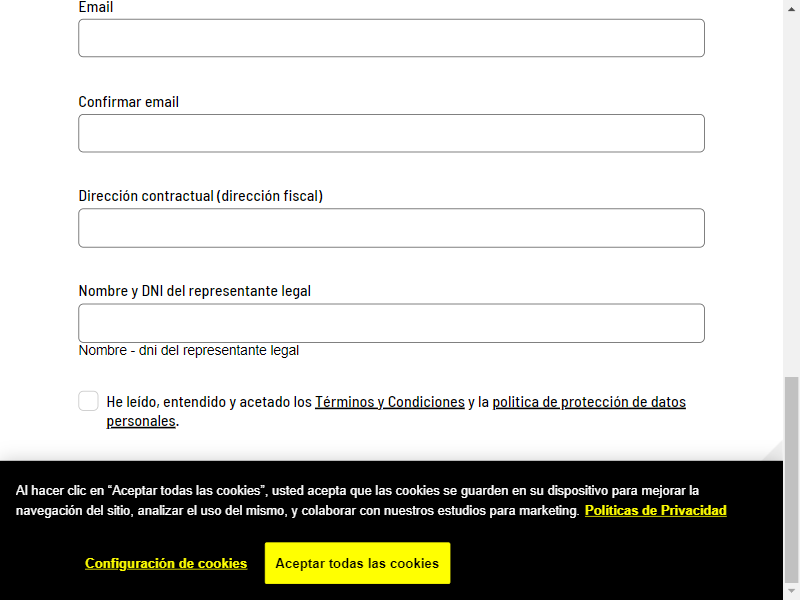 Email
Confirmar email
Dirección contractual (dirección fiscal)
Nombre y DNI del representante legal
Nombre - dni del representante legal
He leído, entendido y acetado los Términos y Condiciones y la politica de protección de datos
personales.
Al hacer clic en “Aceptar todas las cookies”, usted acepta que las cookies se guarden en su dispositivo para mejorar la
navegación del sitio, analizar el uso del mismo, y colaborar con nuestros estudios para marketing. Políticas de Privacidad
Configuración de cookies Aceptar todas las cookies